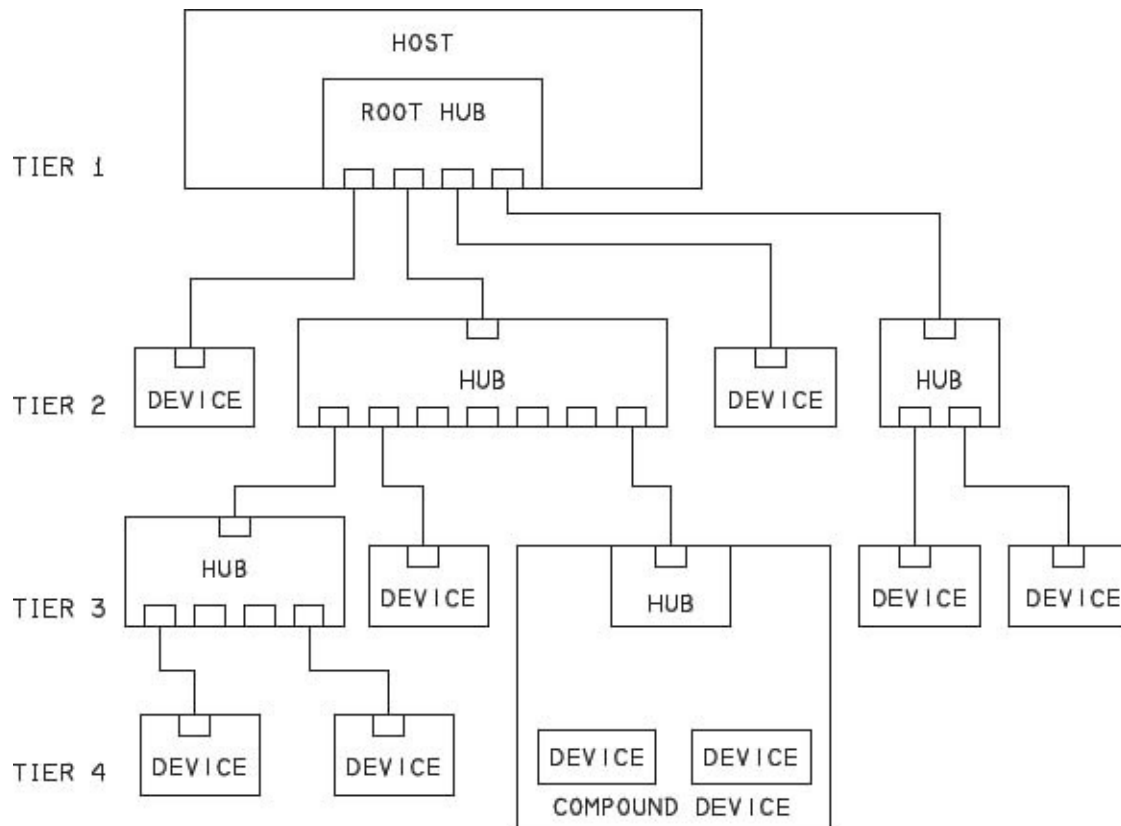 HOST
ROOT HUB
TIER 1
HUB
HUB
DEVICE
DEVICE
TIER 2
HUB
DEVICE
HUB
DEVICE
DEVICE
TIER 3
DEVICE
DEVICE
DEVICE
DEVICE
TIER 4
COMPOUND DEVICE